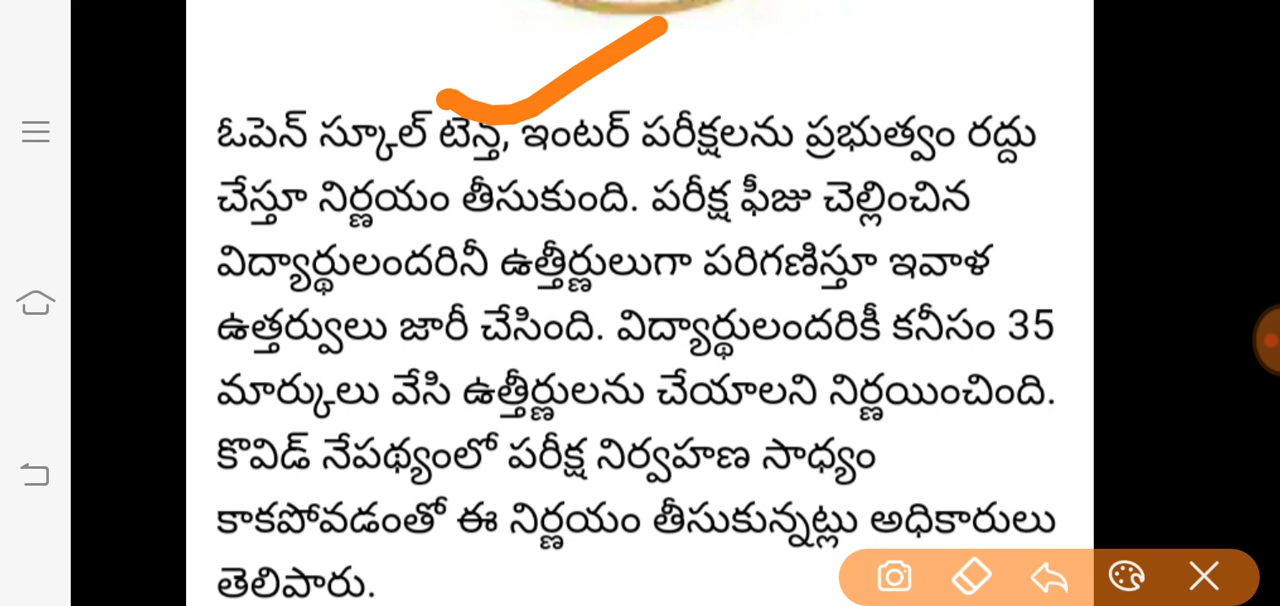 ఓపెన్ స్కూల్ టెన్త్, ఇంటర్ పరీక్షలను ప్రభుత్వం రద్దు
చేస్తూ నిర్ణయం తీసుకుంది. పరీక్ష ఫీజు చెల్లించిన
విద్యార్థులందరినీ ఉత్తీర్ణులుగా పరిగణిస్తూ ఇవాళ
ఉత్తర్వులు జారీ చేసింది. విద్యార్థులందరికీ కనీసం 35
మార్కులు వేసి ఉత్తీర్ణులను చేయాలని నిర్ణయించింది.
కొవిడ్ నేపథ్యంలో పరీక్ష నిర్వహణ సాధ్యం
కాకపోవడంతో ఈ నిర్ణయం తీసుకున్నట్లు అధికారులు
తెలిపారు.